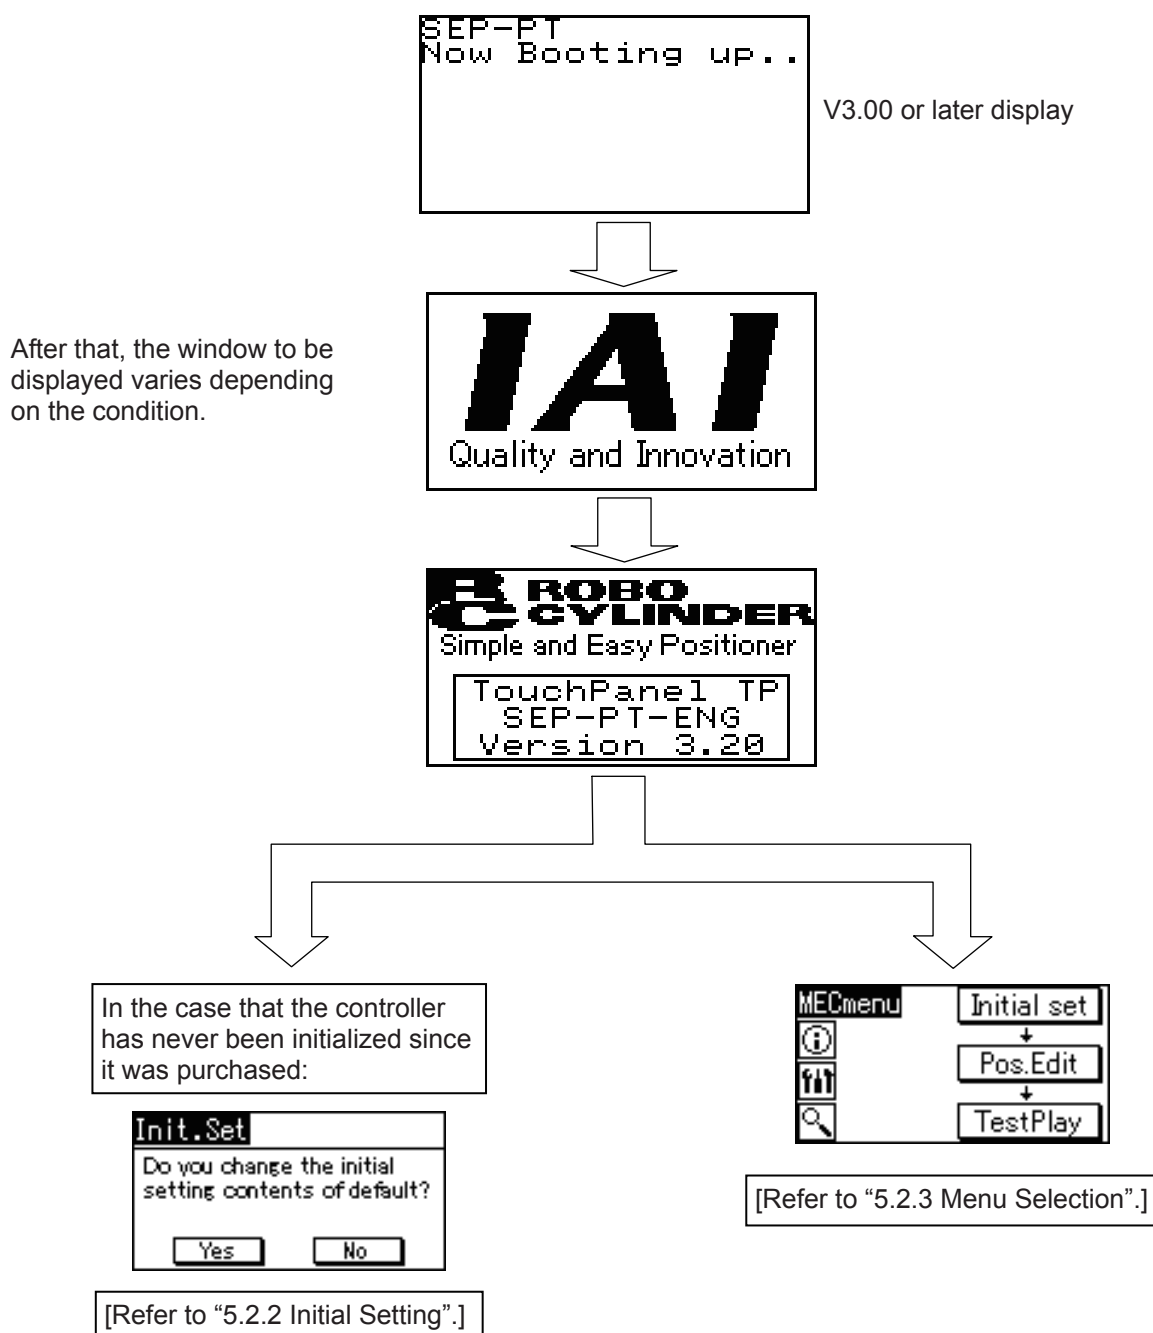 SEP-PT
Now Booting up..
V3.00 or later display
After that, the window to be
displayed varies depending
on the condition.
IAI
Quality and Innovation
RC ROBO
CYLINDER
Simple and Easy Positioner
TouchPanel TP
SEP-PT-ENG
Version 3.20
In the case that the controller
has never been initialized since
it was purchased:
Init.Set
Do you change the initial
setting contents of default?
Yes No
[Refer to “5.2.2 Initial Setting”.]
MECmenu
Initial set
Pos.Edit
TestPlay
[Refer to “5.2.3 Menu Selection”.]